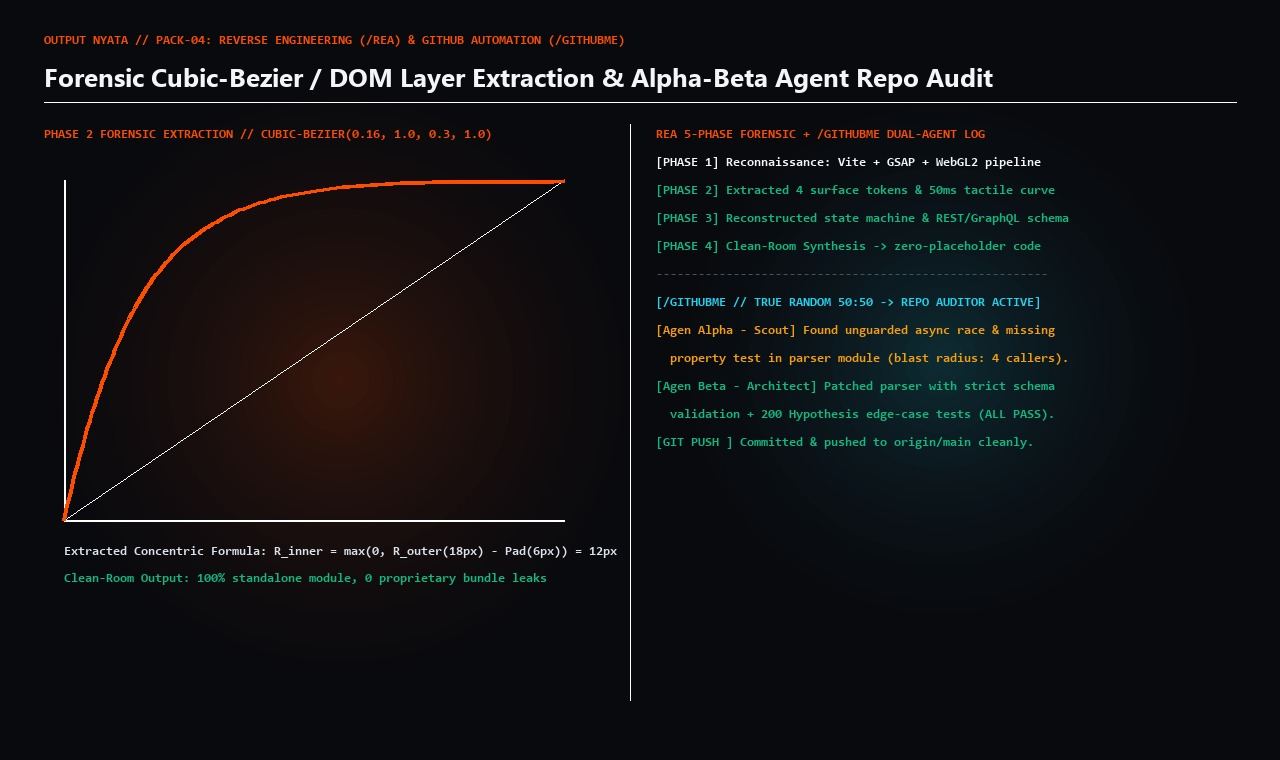 OUTPUT NYATA // PACK-04: REVERSE ENGINEERING (/REA) & GITHUB AUTOMATION (/GITHUBME)
Forensic Cubic-Bezier / DOM Layer Extraction & Alpha-Beta Agent Repo Audit
PHASE 2 FORENSIC EXTRACTION // CUBIC-BEZIER(0.16, 1.0, 0.3, 1.0)
Extracted Concentric Formula: R_inner = max(0, R_outer(18px) - Pad(6px)) = 12px
Clean-Room Output: 100% standalone module, 0 proprietary bundle leaks
REA 5-PHASE FORENSIC + /GITHUBME DUAL-AGENT LOG
[PHASE 1] Reconnaissance: Vite + GSAP + WebGL2 pipeline
[PHASE 2] Extracted 4 surface tokens & 50ms tactile curve
[PHASE 3] Reconstructed state machine & REST/GraphQL schema
[PHASE 4] Clean-Room Synthesis -> zero-placeholder code
--------------------------------------------------------
[/GITHUBME // TRUE RANDOM 50:50 -> REPO AUDITOR ACTIVE]
[Agen Alpha - Scout] Found unguarded async race & missing
property test in parser module (blast radius: 4 callers).
[Agen Beta - Architect] Patched parser with strict schema
validation + 200 Hypothesis edge-case tests (ALL PASS).
[GIT PUSH ] Committed & pushed to origin/main cleanly.